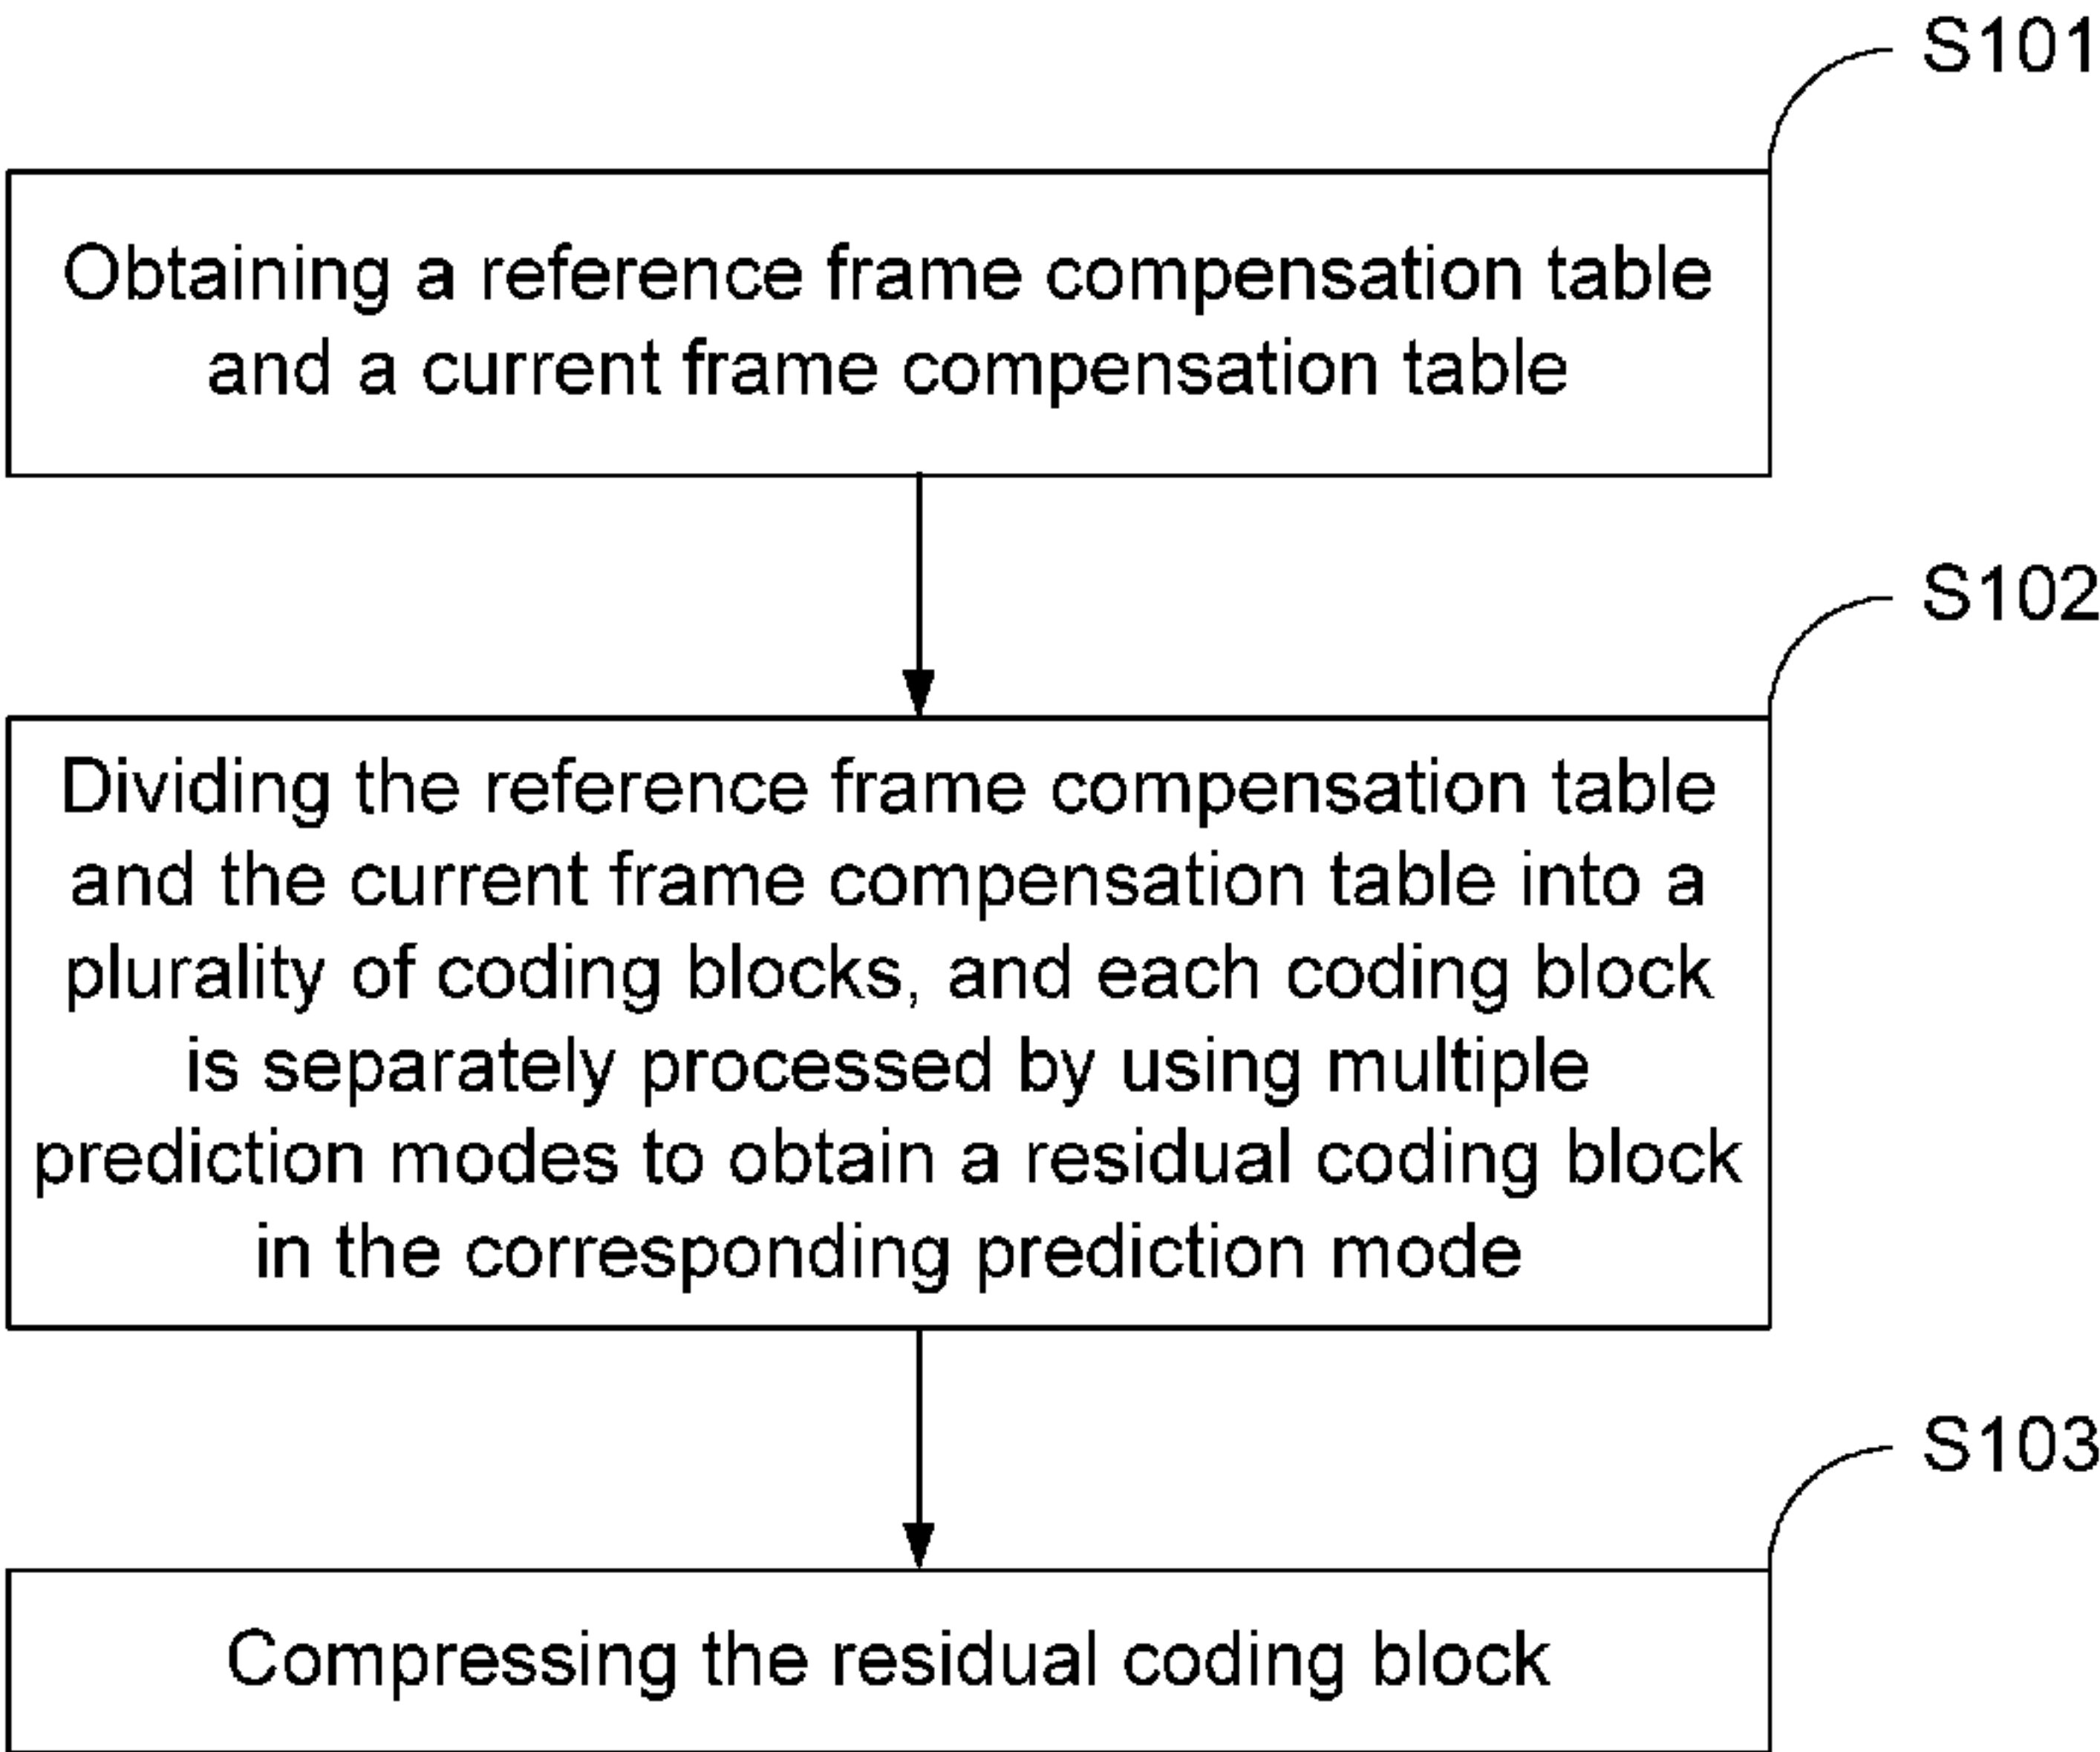 S101
Obtaining a reference frame compensation table
and a current frame compensation table
S102
Dividing the reference frame compensation table
and the current frame compensation table into a
plurality of coding blocks, and each coding block
is separately processed by using multiple
prediction modes to obtain a residual coding block
in the corresponding prediction mode
S103
Compressing the residual coding block